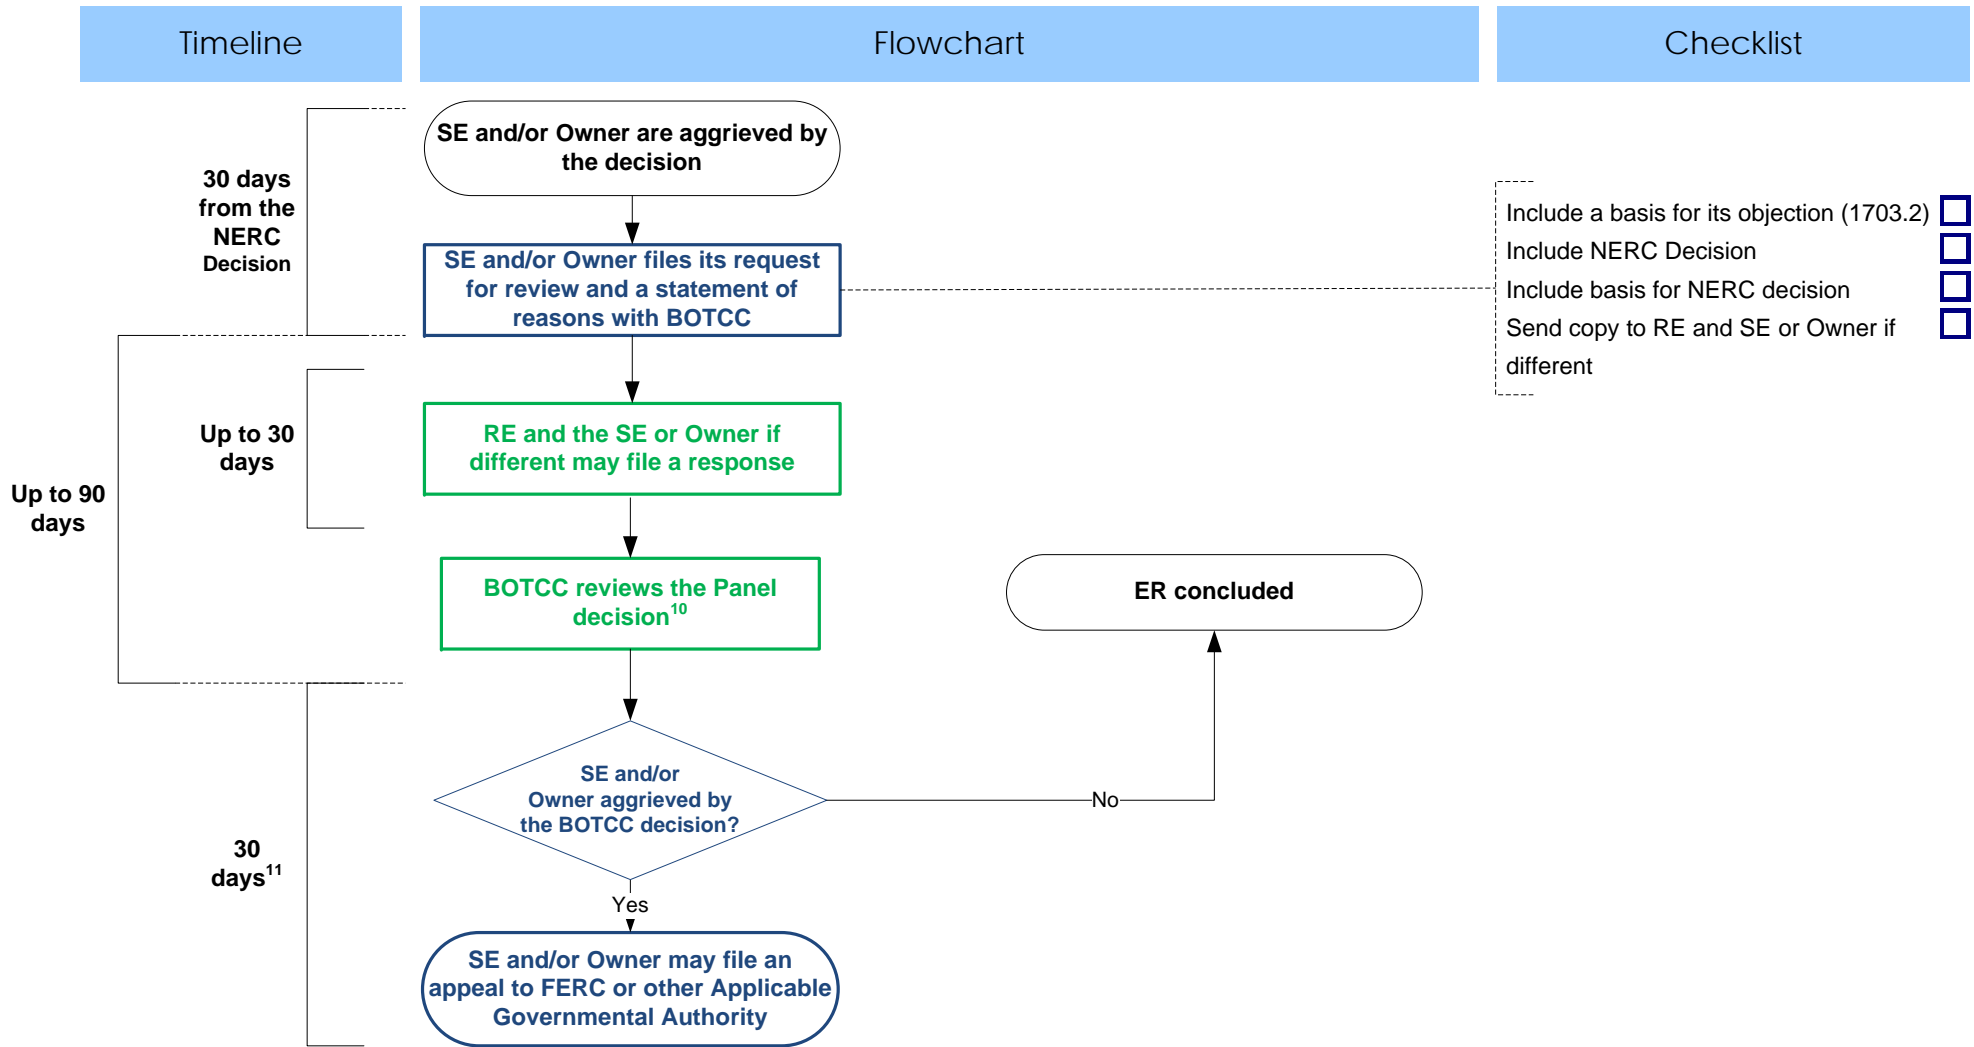 Timeline
Flowchart
Checklist
30 days
from the
NERC
Decision
Up to 90
days
Up to 30
days
30
days11
SE and/or Owner are aggrieved by
the decision
SE and/or Owner files its request
for review and a statement of
reasons with BOTCC
RE and the SE or Owner if
different may file a response
BOTCC reviews the Panel
decision10
SE and/or
Owner aggrieved by
the BOTCC decision?
No
ER concluded
Yes
SE and/or Owner may file an
appeal to FERC or other Applicable
Governmental Authority
Include a basis for its objection (1703.2)
Include NERC Decision
Include basis for NERC decision
Send copy to RE and SE or Owner if
different